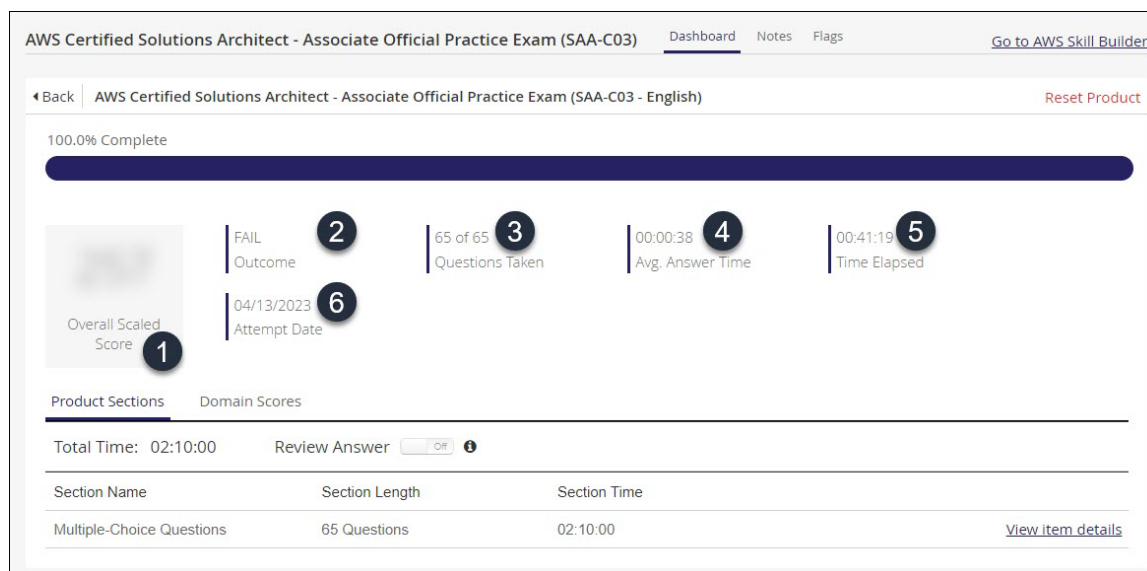 AWS Certified Solutions Architect - Associate Official Practice Exam (SAA-C03) Dashboard Notes Flags Go to AWS Skill Builder
Back AWS Certified Solutions Architect - Associate Official Practice Exam (SAA-C03 - English) Reset Product
100.0% Complete
FAIL 2 65 of 65 3 00:00:38 4 00:41:19 5
Outcome Questions Taken Avg. Answer Time Time Elapsed
04/13/2023 6
Attempt Date
Overall Scaled
Score 1
Product Sections Domain Scores
Total Time: 02:10:00 Review Answer Off
Section Name Section Length Section Time
Multiple-Choice Questions 65 Questions 02:10:00 View item details